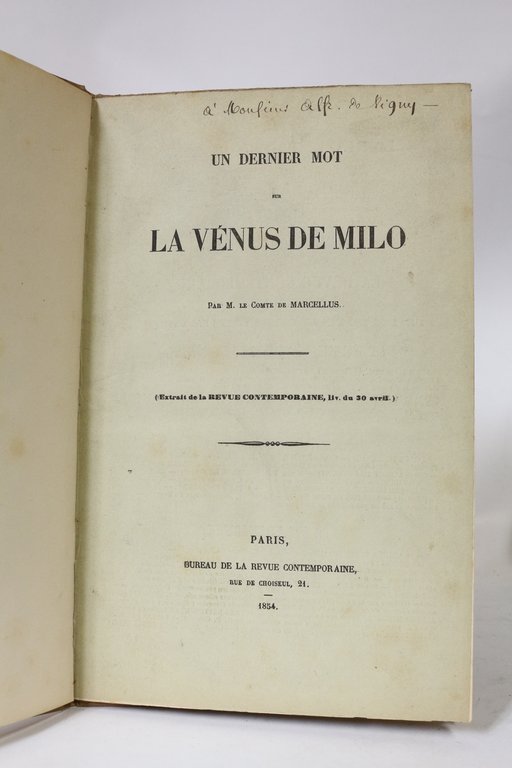 à Monsieur Alfr. de Vigny —
UN DERNIER MOT
SUR
LA VÉNUS DE MILO
PAR M. LE COMTE DE MARCELLUS.
(Extrait de la REVUE CONTEMPORAINE, liv. du 30 avril.)
PARIS,
BUREAU DE LA REVUE CONTEMPORAINE,
RUE DE CHOISEUL, 21.
—
1854.